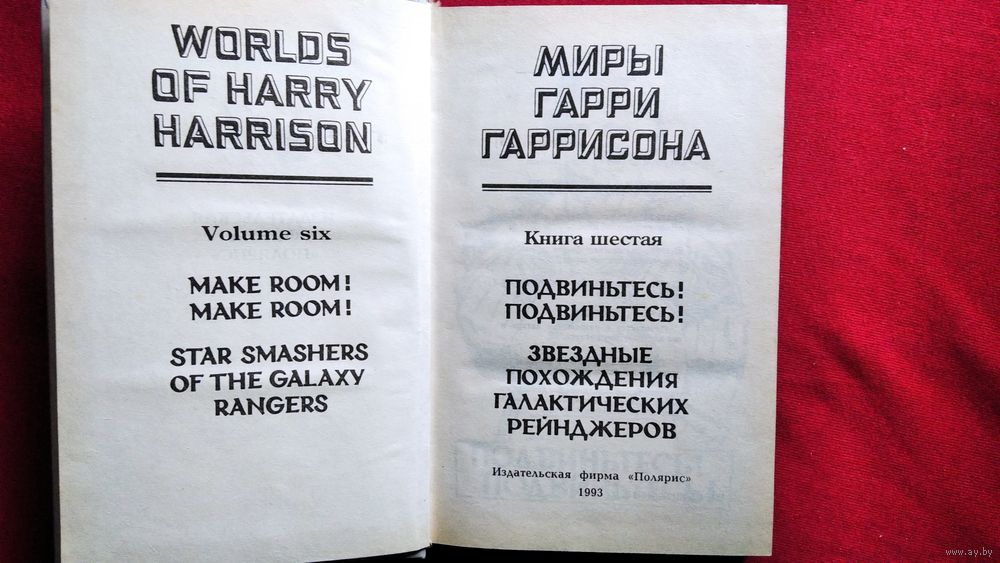 WORLDS
OF HARRY
HARRISON
Volume six
MAKE ROOM!
MAKE ROOM!
STAR SMASHERS
OF THE GALAXY
RANGERS
МИРЫ
ГАРРИ
ГАРРИСОНА
Книга шестая
ПОДВИНЬТЕСЬ!
ПОДВИНЬТЕСЬ!
ЗВЕЗДНЫЕ
ПОХОЖДЕНИЯ
ГАЛАКТИЧЕСКИХ
РЕЙНДЖЕРОВ
Издательская фирма «Полярис»
1993
www.ay.by